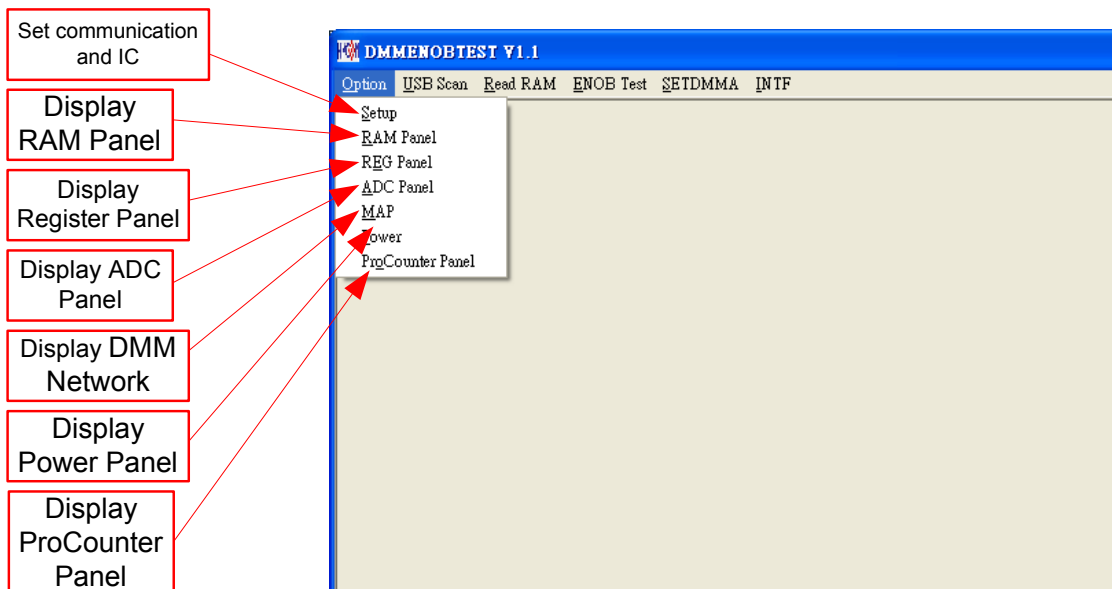 Set communication
and IC
Display
RAM Panel
Display
Register Panel
Display ADC
Panel
Display DMM
Network
Display
Power Panel
Display
ProCounter
Panel
DMMENOBTEST V1.1
Option USB Scan Read RAM ENOB Test SETDMMA INTF
Setup
RAM Panel
REG Panel
ADC Panel
MAP
Power
ProCounter Panel